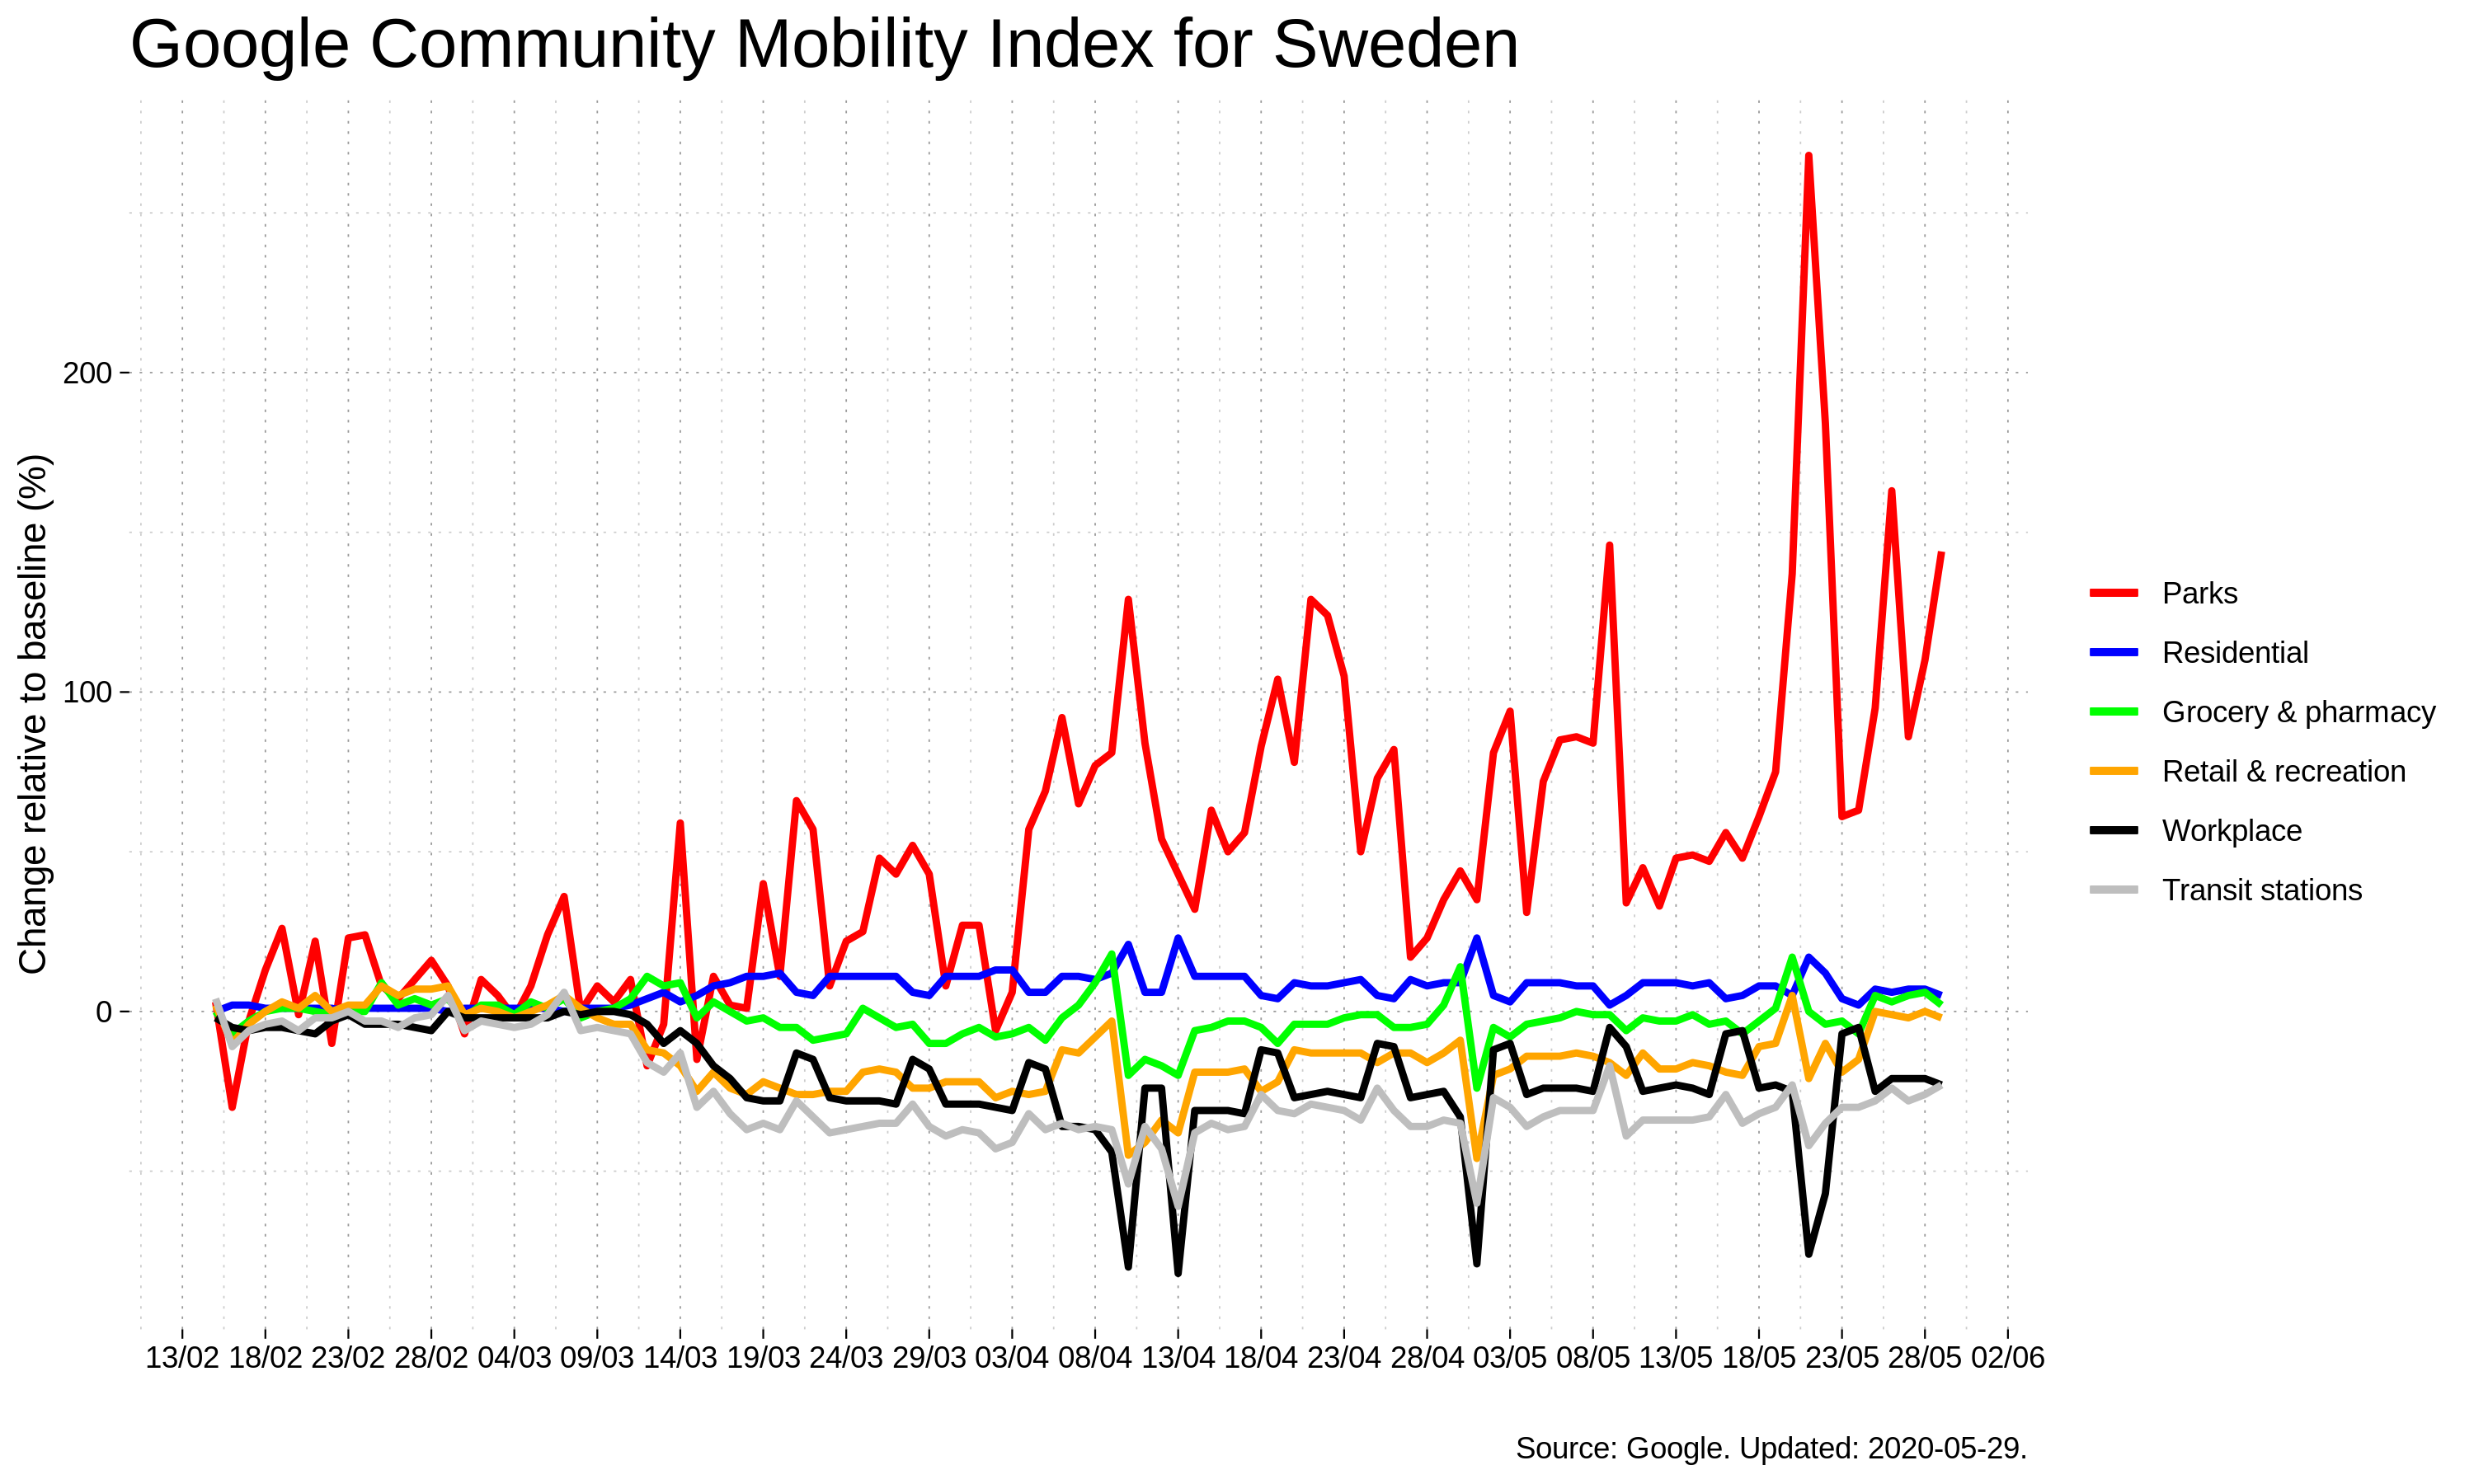 Google Community Mobility Index for Sweden
Change relative to baseline (%)
200
100
0
13/02 18/02 23/02 28/02 04/03 09/03 14/03 19/03 24/03 29/03 03/04 08/04 13/04 18/04 23/04 28/04 03/05 08/05 13/05 18/05 23/05 28/05 02/06
Parks
Residential
Grocery & pharmacy
Retail & recreation
Workplace
Transit stations
Source: Google. Updated: 2020-05-29.